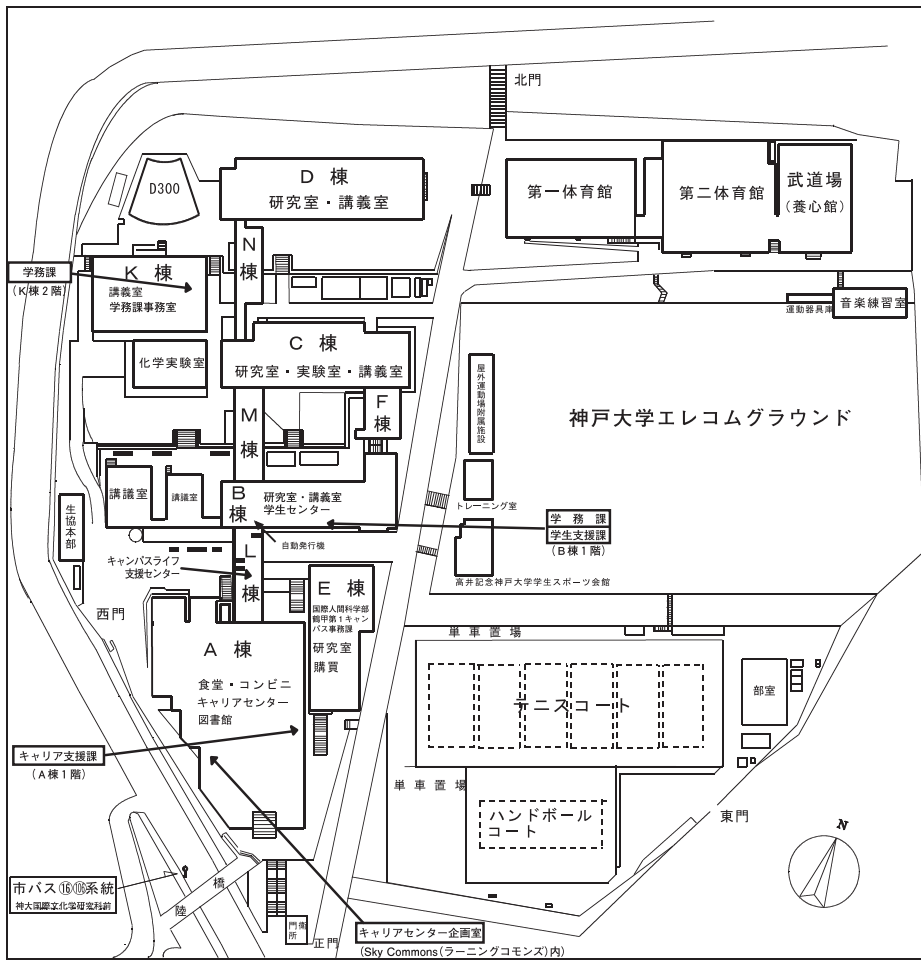 北門
D棟
研究室・講義室
D300
第一体育館
第二体育館
武道場
(養心館)
N棟
学務課
(K棟2階)
K棟
講義室
学務課事務室
運動器具庫
音楽練習室
C棟
研究室・実験室・講義室
化学実験室
屋外運動場附属施設
神戸大学エレコムグラウンド
M棟
F棟
講議室
講議室
B棟
研究室・講義室
学生センター
自動発行機
トレーニング室
生協本部
学務課
学生支援課
(B棟1階)
キャンパスライフ
支援センター
L棟
高井記念神戸大学学生スポーツ会館
E棟
国際人間科学部
鶴甲第1キャン
パス事務課
研究室
購買
西門
A棟
食堂・コンビニ
キャリアセンター
図書館
単車置場
テニスコート
部室
キャリア支援課
(A棟1階)
単車置場
ハンドボール
コート
東門
N
市バス⑯106系統
神大国際文化学研究科前
陸橋
門衛所
正門
キャリアセンター企画室
(Sky Commons(ラーニングコモンズ)内)